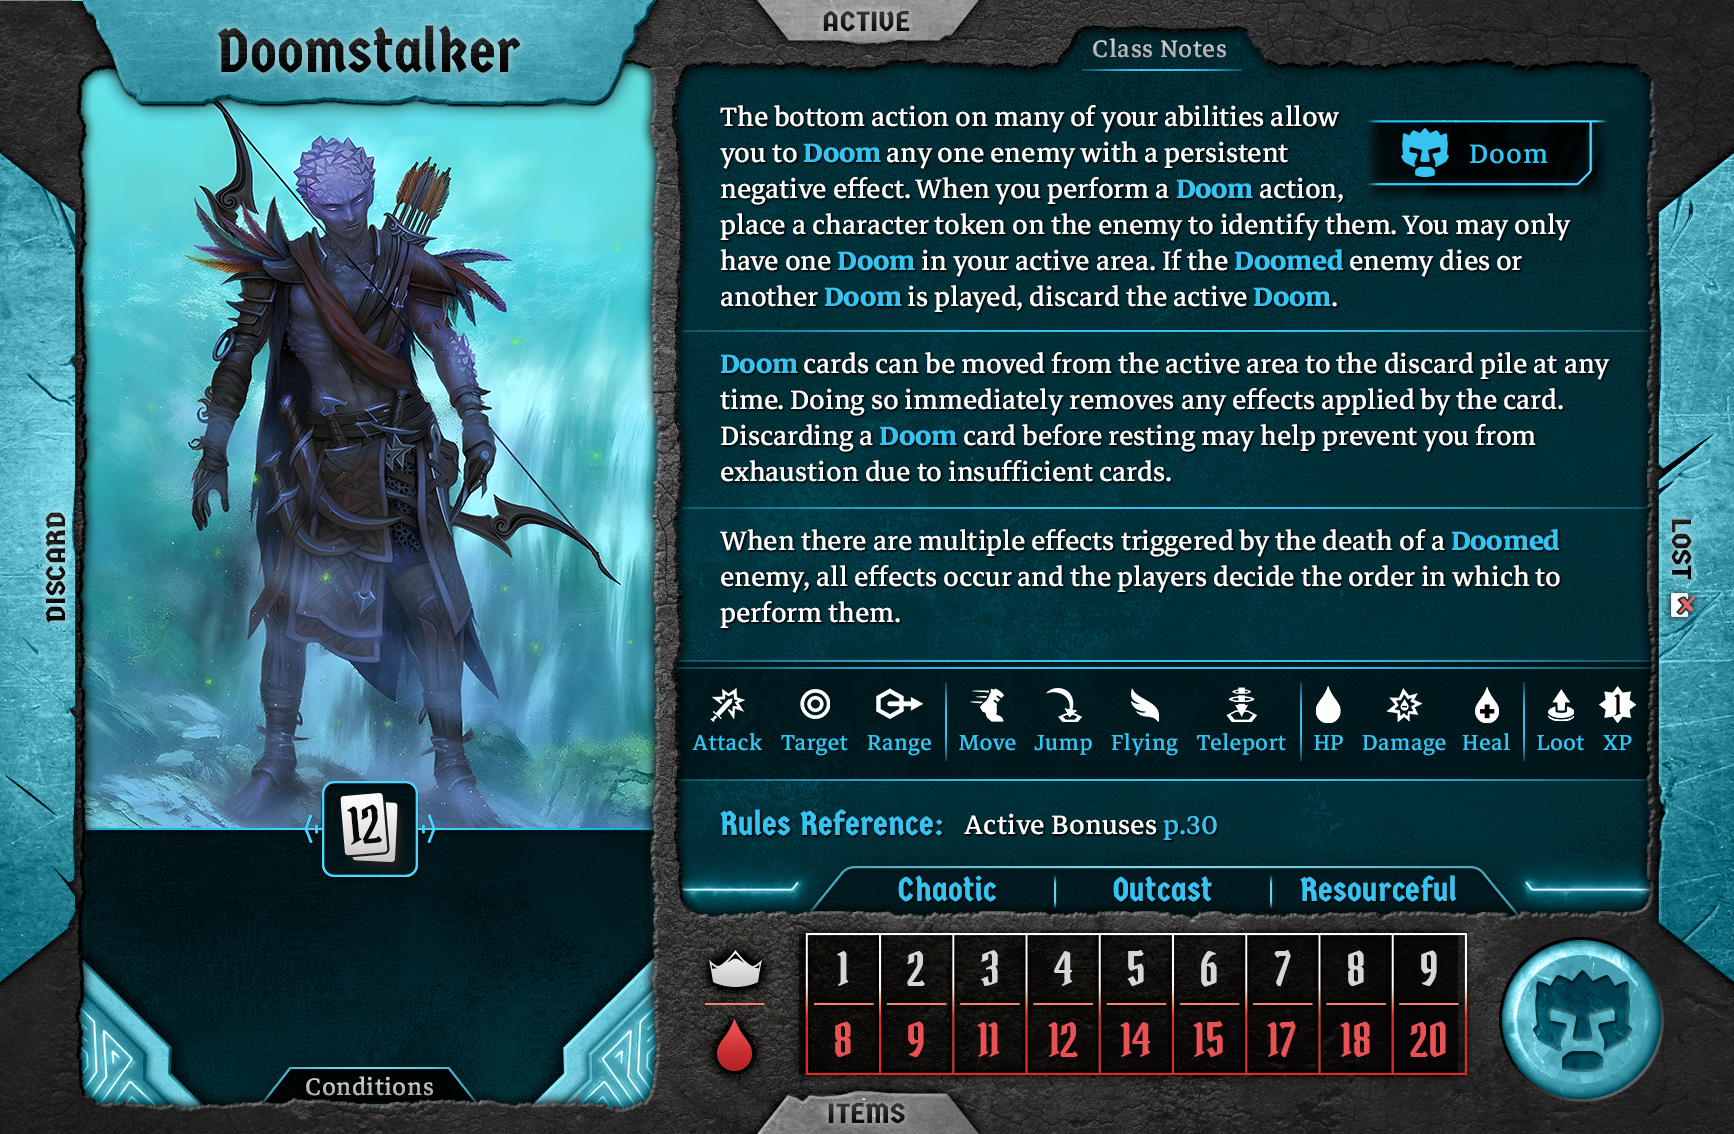 Doomstalker
ACTIVE
Class Notes
The bottom action on many of your abilities allow
you to Doom any one enemy with a persistent
negative effect. When you perform a Doom action,
place a character token on the enemy to identify them. You may only
have one Doom in your active area. If the Doomed enemy dies or
another Doom is played, discard the active Doom.
Doom
Doom cards can be moved from the active area to the discard pile at any
time. Doing so immediately removes any effects applied by the card.
Discarding a Doom card before resting may help prevent you from
exhaustion due to insufficient cards.
When there are multiple effects triggered by the death of a Doomed
enemy, all effects occur and the players decide the order in which to
perform them.
1
Attack Target Range Move Jump Flying Teleport HP Damage Heal Loot XP
Rules Reference: Active Bonuses p.30
Chaotic Outcast Resourceful
1 2 3 4 5 6 7 8 9
8 9 11 12 14 15 17 18 20
12
Conditions
DISCARD
LOST
ITEMS